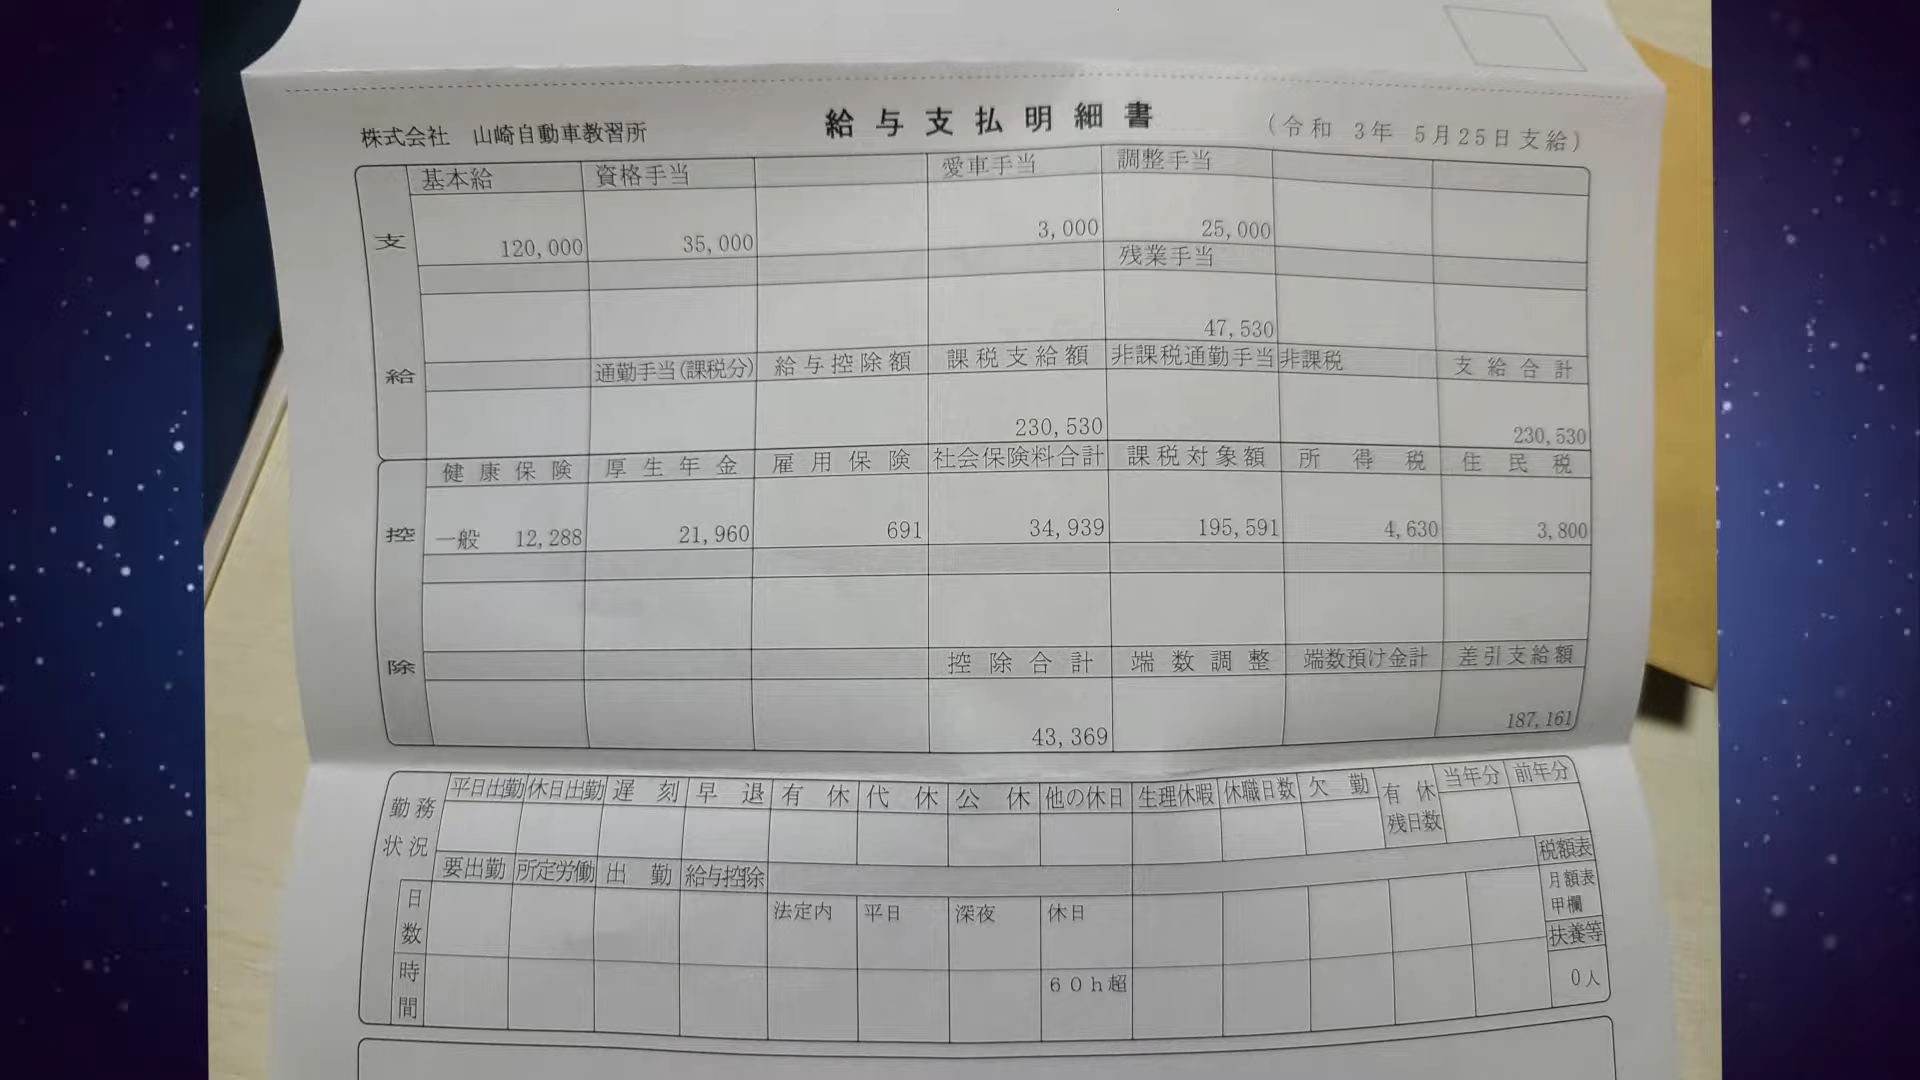 株式会社 山崎自動車教習所
給与支払明細書
(令和 3年 5月25日支給)
支給
基本給 資格手当 愛車手当 調整手当
120,000 35,000 3,000 25,000
残業手当
47,530
通勤手当(課税分) 給与控除額 課税支給額 非課税通勤手当 非課税 支給合計
230,530 230,530
控除
健康保険 厚生年金 雇用保険 社会保険料合計 課税対象額 所得税 住民税
一般 12,288 21,960 691 34,939 195,591 4,630 3,800
控除合計 端数調整 端数預け金計 差引支給額
43,369 187,161
勤務状況
平日出勤 休日出勤 遅刻 早退 有休 代休 公休 他の休日 生理休暇 休職日数 欠勤 有休残日数 当年分 前年分
要出勤 所定労働 出勤 給与控除 税額表
日数 法定内 平日 深夜 休日 月額表
甲欄
扶養等
時間 60h超 0人